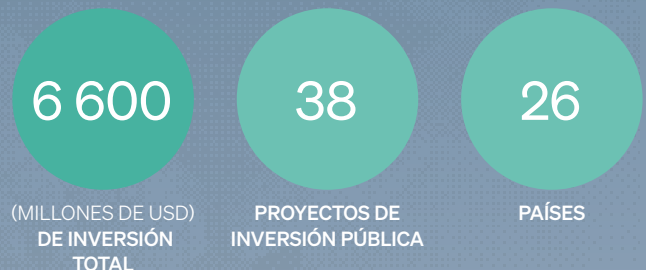 6 600
(MILLONES DE USD)
DE INVERSIÓN
TOTAL
38
PROYECTOS DE
INVERSIÓN PÚBLICA
26
PAÍSES